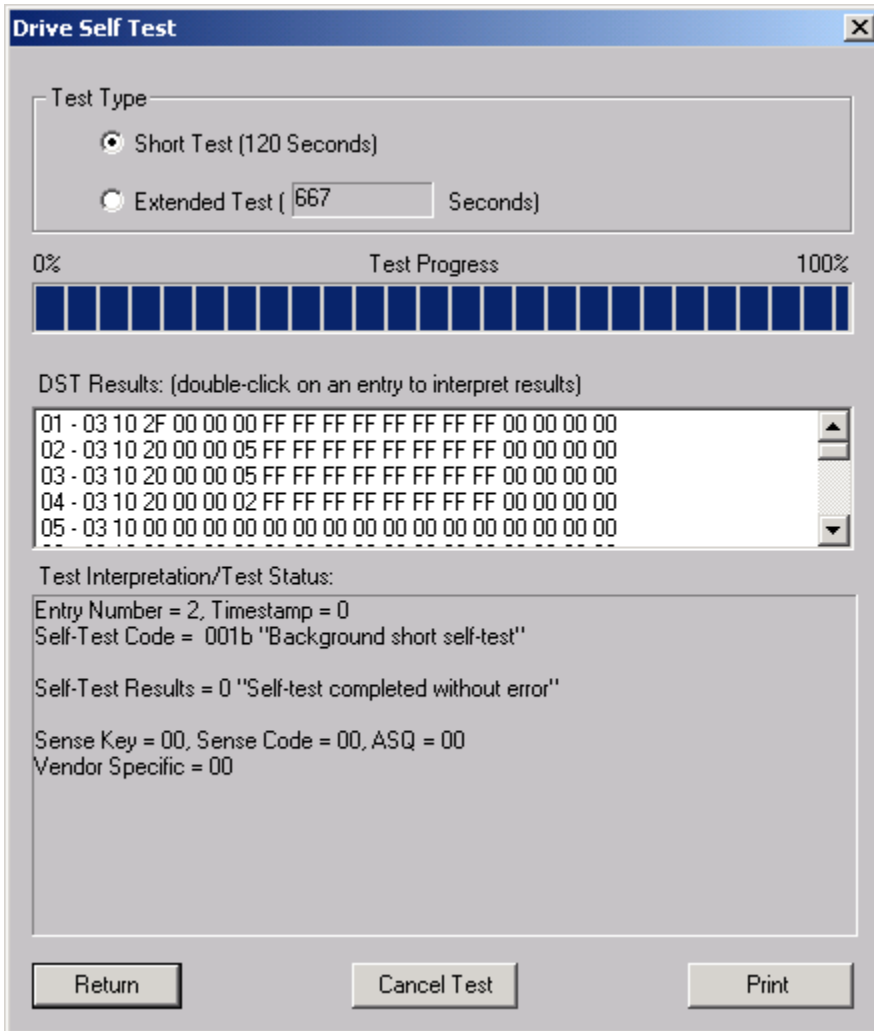 Drive Self Test
Test Type
Short Test (120 Seconds)
Extended Test ( 667 Seconds)
0% Test Progress 100%
DST Results: (double-click on an entry to interpret results)
01 - 03 10 2F 00 00 00 FF FF FF FF FF FF FF FF 00 00 00 00
02 - 03 10 20 00 00 05 FF FF FF FF FF FF FF FF 00 00 00 00
03 - 03 10 20 00 00 05 FF FF FF FF FF FF FF FF 00 00 00 00
04 - 03 10 20 00 00 02 FF FF FF FF FF FF FF FF 00 00 00 00
05 - 03 10 00 00 00 00 00 00 00 00 00 00 00 00 00 00 00 00
Test Interpretation/Test Status:
Entry Number = 2, Timestamp = 0
Self-Test Code = 001b "Background short self-test"
Self-Test Results = 0 "Self-test completed without error"
Sense Key = 00, Sense Code = 00, ASQ = 00
Vendor Specific = 00
Return Cancel Test Print